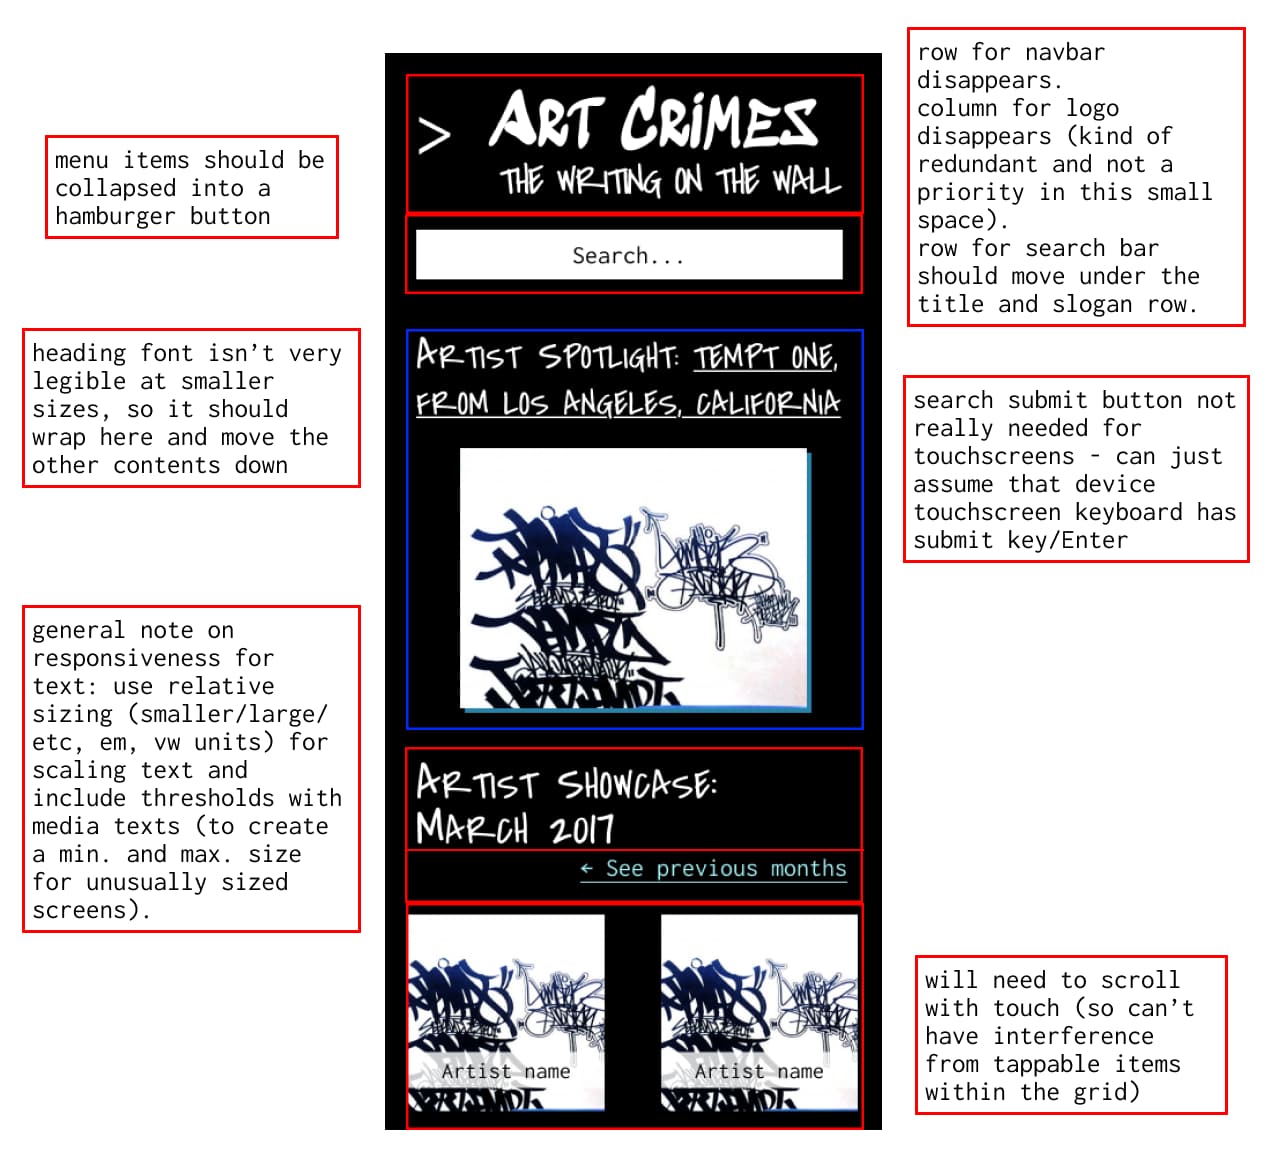 menu items should be
collapsed into a
hamburger button
heading font isn't very
legible at smaller
sizes, so it should
wrap here and move the
other contents down
general note on
responsiveness for
text: use relative
sizing (smaller/large/
etc, em, vw units) for
scaling text and
include thresholds with
media texts (to create
a min. and max. size
for unusually sized
screens).
> ART CRiMES
THE WRITING ON THE WALL
Search...
ARTIST SPOTLIGHT: TEMPT ONE,
FROM LOS ANGELES, CALIFORNIA
ARTIST SHOWCASE:
MARCH 2017
← See previous months
Artist name
Artist name
row for navbar
disappears.
column for logo
disappears (kind of
redundant and not a
priority in this small
space).
row for search bar
should move under the
title and slogan row.
search submit button not
really needed for
touchscreens - can just
assume that device
touchscreen keyboard has
submit key/Enter
will need to scroll
with touch (so can't
have interference
from tappable items
within the grid)